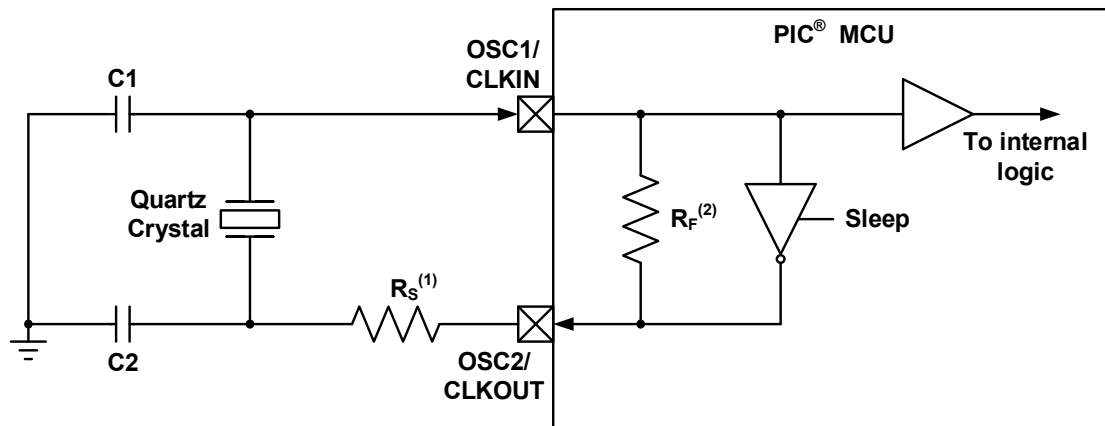 PIC® MCU
OSC1/
CLKIN
C1
To internal
logic
Quartz
Crystal
RF(2)
Sleep
RS(1)
C2
OSC2/
CLKOUT